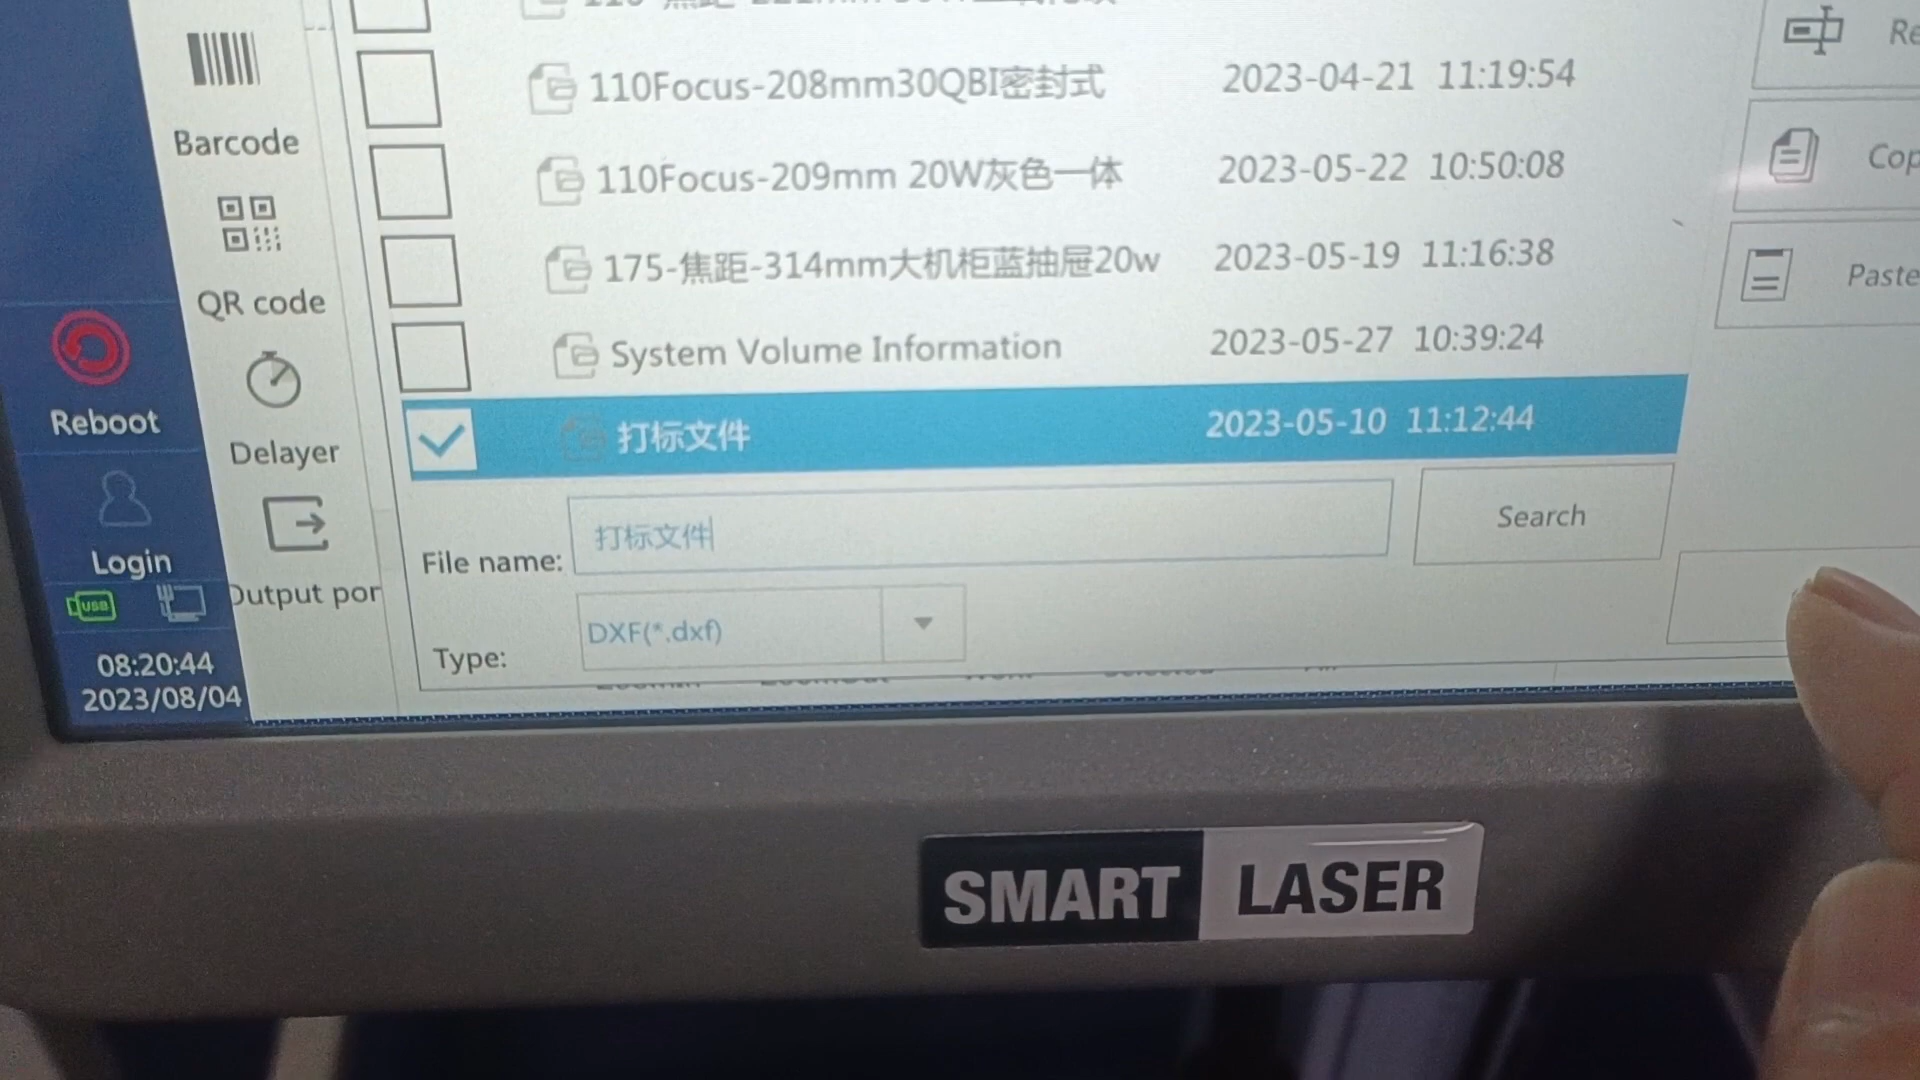 Barcode
QR code
Delayer
Output por
Reboot
Login
USB
08:20:44
2023/08/04
110Focus-208mm30QBI密封式 2023-04-21 11:19:54
110Focus-209mm 20W灰色一体 2023-05-22 10:50:08
175-焦距-314mm大机柜蓝抽屉20w 2023-05-19 11:16:38
System Volume Information 2023-05-27 10:39:24
打标文件 2023-05-10 11:12:44
File name: 打标文件 Search
Type: DXF(*.dxf)
Re
Cop
Paste
SMART LASER